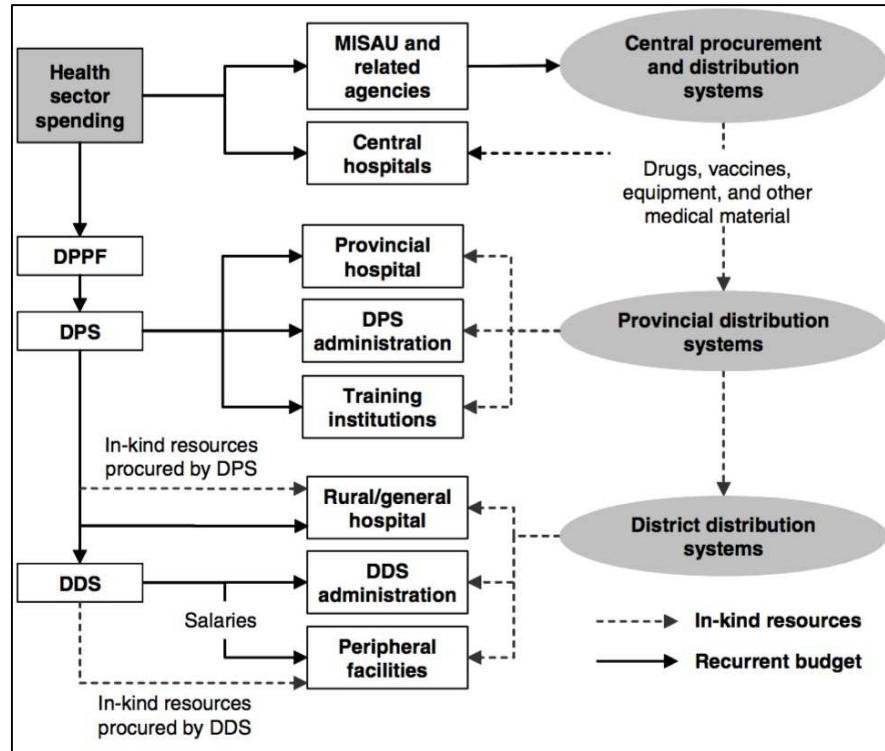 Health
sector
spending
MISAU and
related
agencies
Central procurement
and distribution
systems
Central
hospitals
Drugs, vaccines,
equipment, and other
medical material
DPPF
Provincial
hospital
DPS
DPS
administration
Provincial distribution
systems
Training
institutions
In-kind resources
procured by DPS
Rural/general
hospital
District distribution
systems
DDS
DDS
administration
Salaries
Peripheral
facilities
In-kind resources
procured by DDS
In-kind resources
Recurrent budget